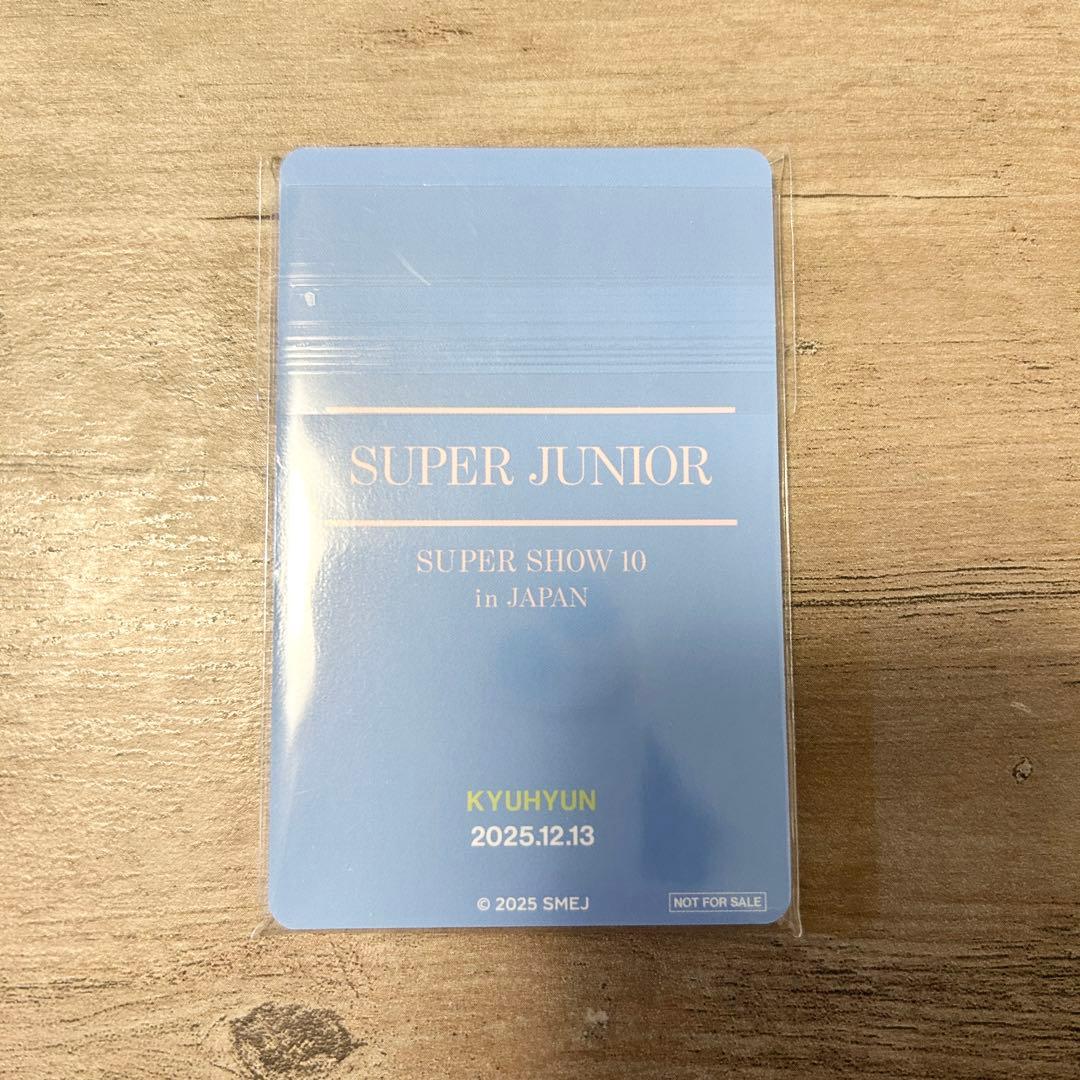 SUPER JUNIOR
SUPER SHOW 10
in JAPAN
KYUHYUN
2025.12.13
© 2025 SMEJ
NOT FOR SALE